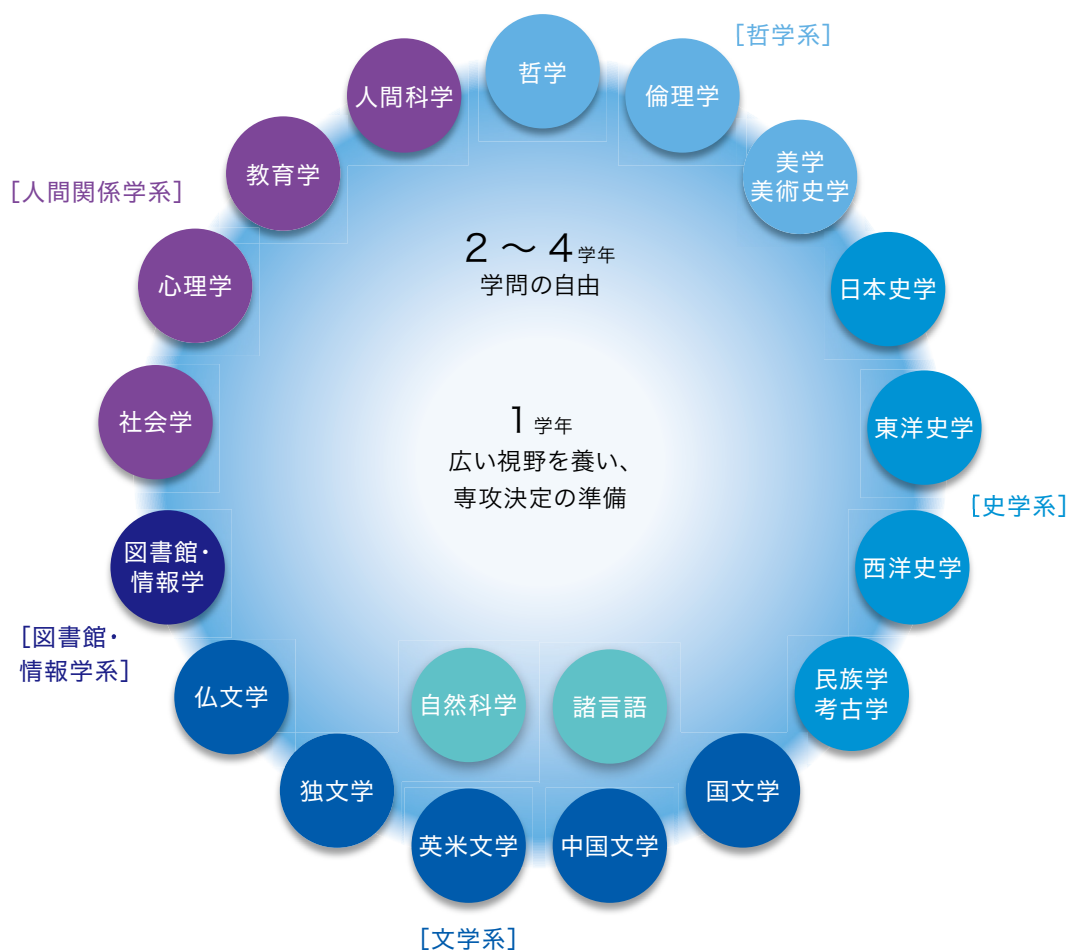 [哲学系]
哲学
倫理学
美学
美術史学
日本史学
東洋史学
[史学系]
西洋史学
民族学
考古学
国文学
中国文学
英米文学
[文学系]
独文学
仏文学
図書館・
情報学
[図書館・
情報学系]
社会学
心理学
[人間関係学系]
教育学
人間科学
2～4学年
学問の自由
1学年
広い視野を養い、
専攻決定の準備
自然科学
諸言語